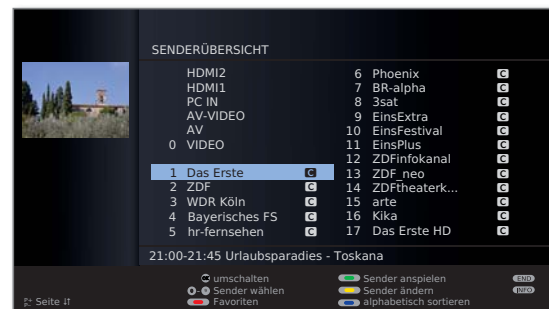 SENDERÜBERSICHT
HDMI2
HDMI1
PC IN
AV-VIDEO
AV
0 VIDEO
1 Das Erste C
2 ZDF C
3 WDR Köln C
4 Bayerisches FS C
5 hr-fernsehen C
6 Phoenix C
7 BR-alpha C
8 3sat C
9 EinsExtra C
10 EinsFestival C
11 EinsPlus C
12 ZDFinfokanal C
13 ZDF_neo C
14 ZDFtheaterk... C
15 arte C
16 Kika C
17 Das Erste HD C
21:00-21:45 Urlaubsparadies - Toskana
OK umschalten
0-9 Sender wählen
Favoriten
Sender anspielen
Sender ändern
alphabetisch sortieren
END
INFO
P+ P- Seite